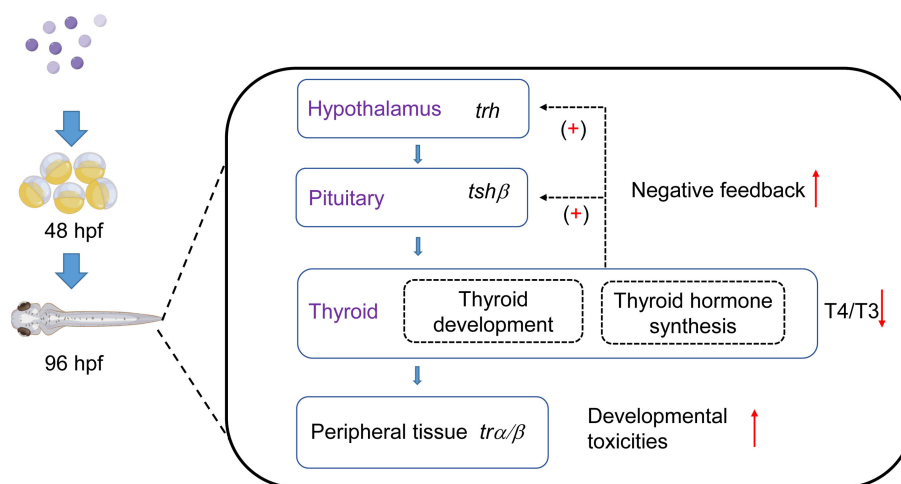 Hypothalamus trh
(+)
Pituitary tshβ
(+)
Negative feedback
48 hpf
Thyroid
Thyroid
development
Thyroid hormone
synthesis
T4/T3
96 hpf
Peripheral tissue trα/β
Developmental
toxicities